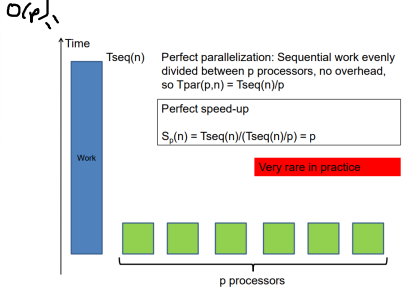 O(p)
Time
Tseq(n)
Perfect parallelization: Sequential work evenly
divided between p processors, no overhead,
so Tpar(p,n) = Tseq(n)/p
Perfect speed-up
Sp(n) = Tseq(n)/(Tseq(n)/p) = p
Work
Very rare in practice
p processors